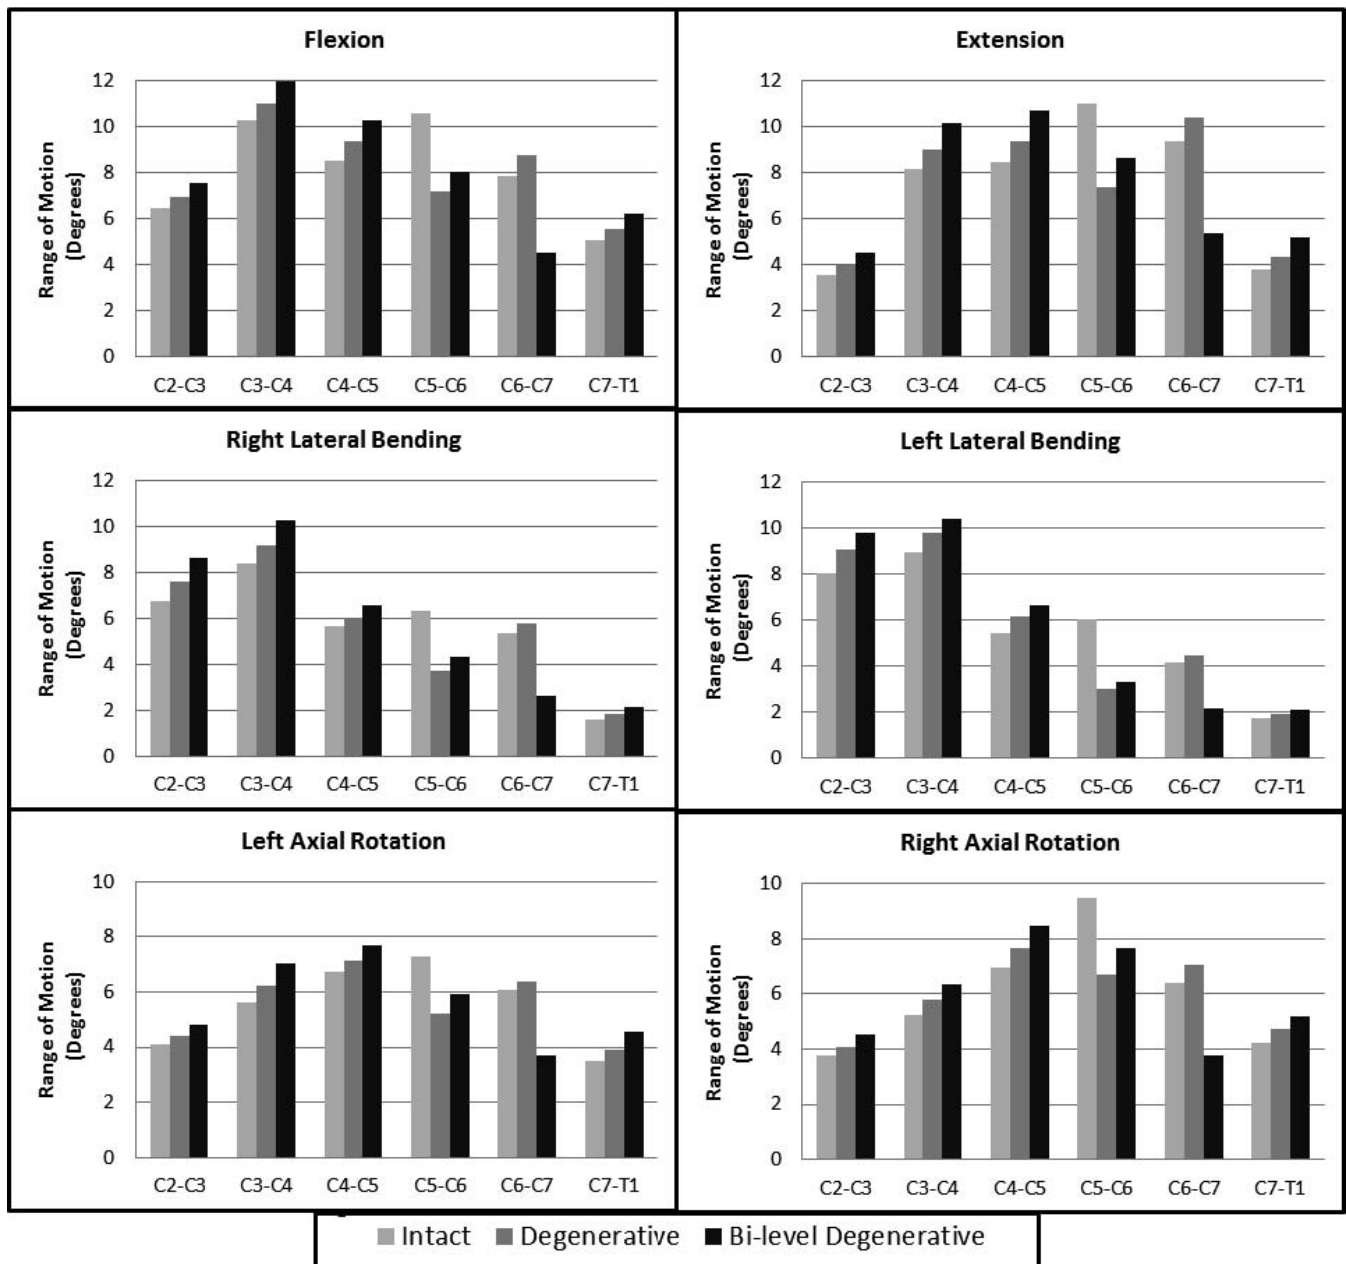 Flexion
Range of Motion
(Degrees)
12
10
8
6
4
2
0
C2-C3 C3-C4 C4-C5 C5-C6 C6-C7 C7-T1
Extension
Range of Motion
(Degrees)
12
10
8
6
4
2
0
C2-C3 C3-C4 C4-C5 C5-C6 C6-C7 C7-T1
Right Lateral Bending
Range of Motion
(Degrees)
12
10
8
6
4
2
0
C2-C3 C3-C4 C4-C5 C5-C6 C6-C7 C7-T1
Left Lateral Bending
Range of Motion
(Degrees)
12
10
8
6
4
2
0
C2-C3 C3-C4 C4-C5 C5-C6 C6-C7 C7-T1
Left Axial Rotation
Range of Motion
(Degrees)
10
8
6
4
2
0
C2-C3 C3-C4 C4-C5 C5-C6 C6-C7 C7-T1
Right Axial Rotation
Range of Motion
(Degrees)
10
8
6
4
2
0
C2-C3 C3-C4 C4-C5 C5-C6 C6-C7 C7-T1
Intact Degenerative Bi-level Degenerative